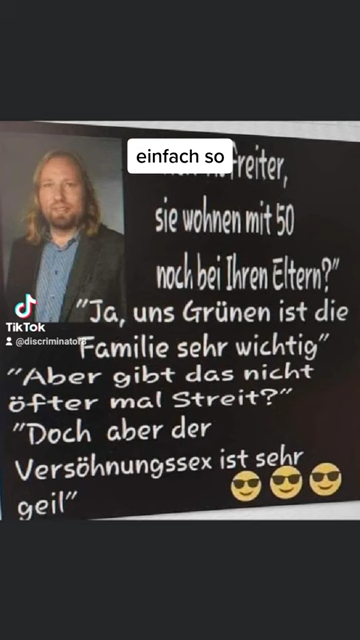 einfach so
sie wohnen mit 50
noch bei Ihren Eltern?"
"Ja, uns Grünen ist die
Familie sehr wichtig"
"Aber gibt das nicht
öfter mal Streit?"
"Doch aber der
Versöhnungssex ist sehr
geil"
TikTok